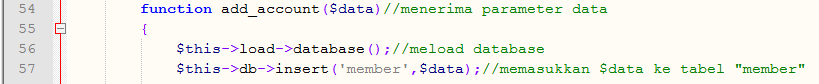 54 function add_account($data)//menerima parameter data
55 {
56 $this->load->database();//meload database
57 $this->db->insert('member',$data);//memasukkan $data ke tabel "member"